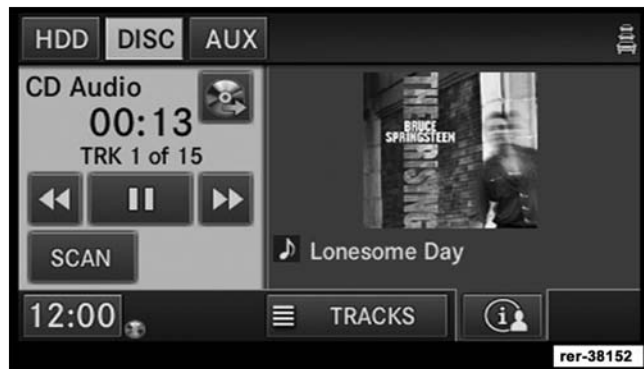 HDD DISC AUX
CD Audio
00:13
TRK 1 of 15
SCAN
THE RISING
BRUCE
SPRINGSTEEN
Lonesome Day
12:00
TRACKS
i
rer-38152